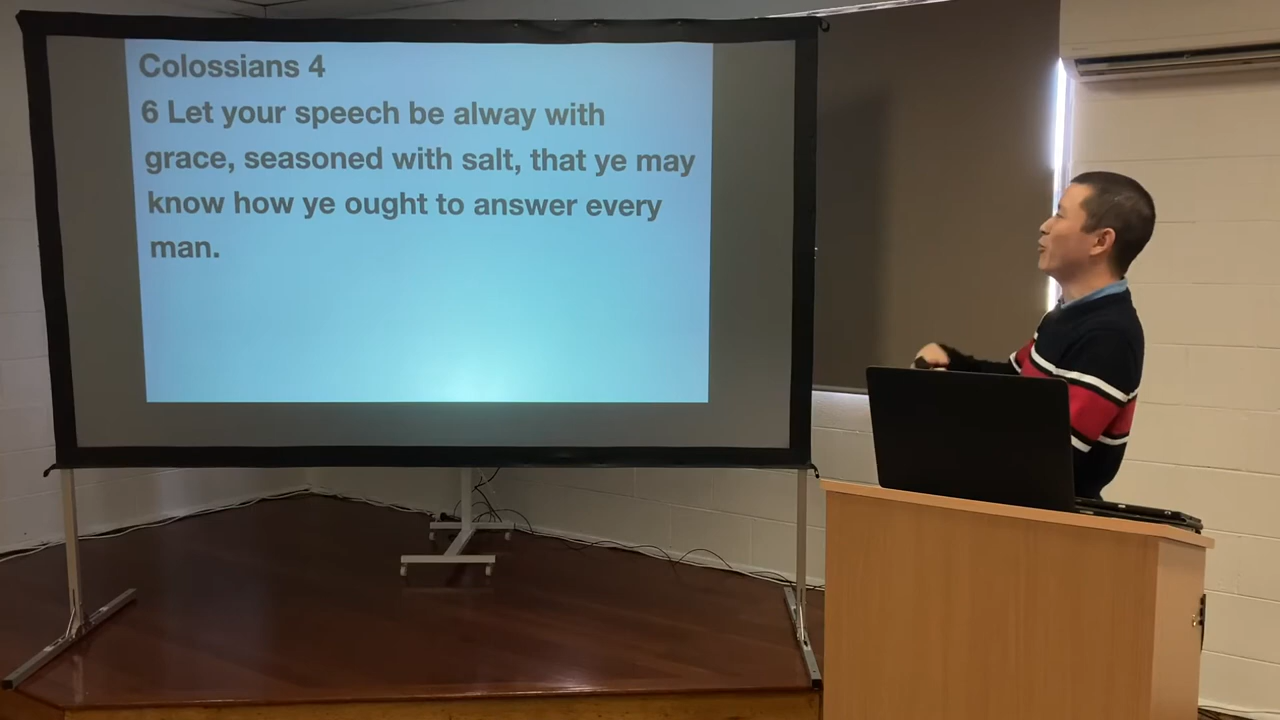 Colossians 4
6 Let your speech be alway with
grace, seasoned with salt, that ye may
know how ye ought to answer every
man.